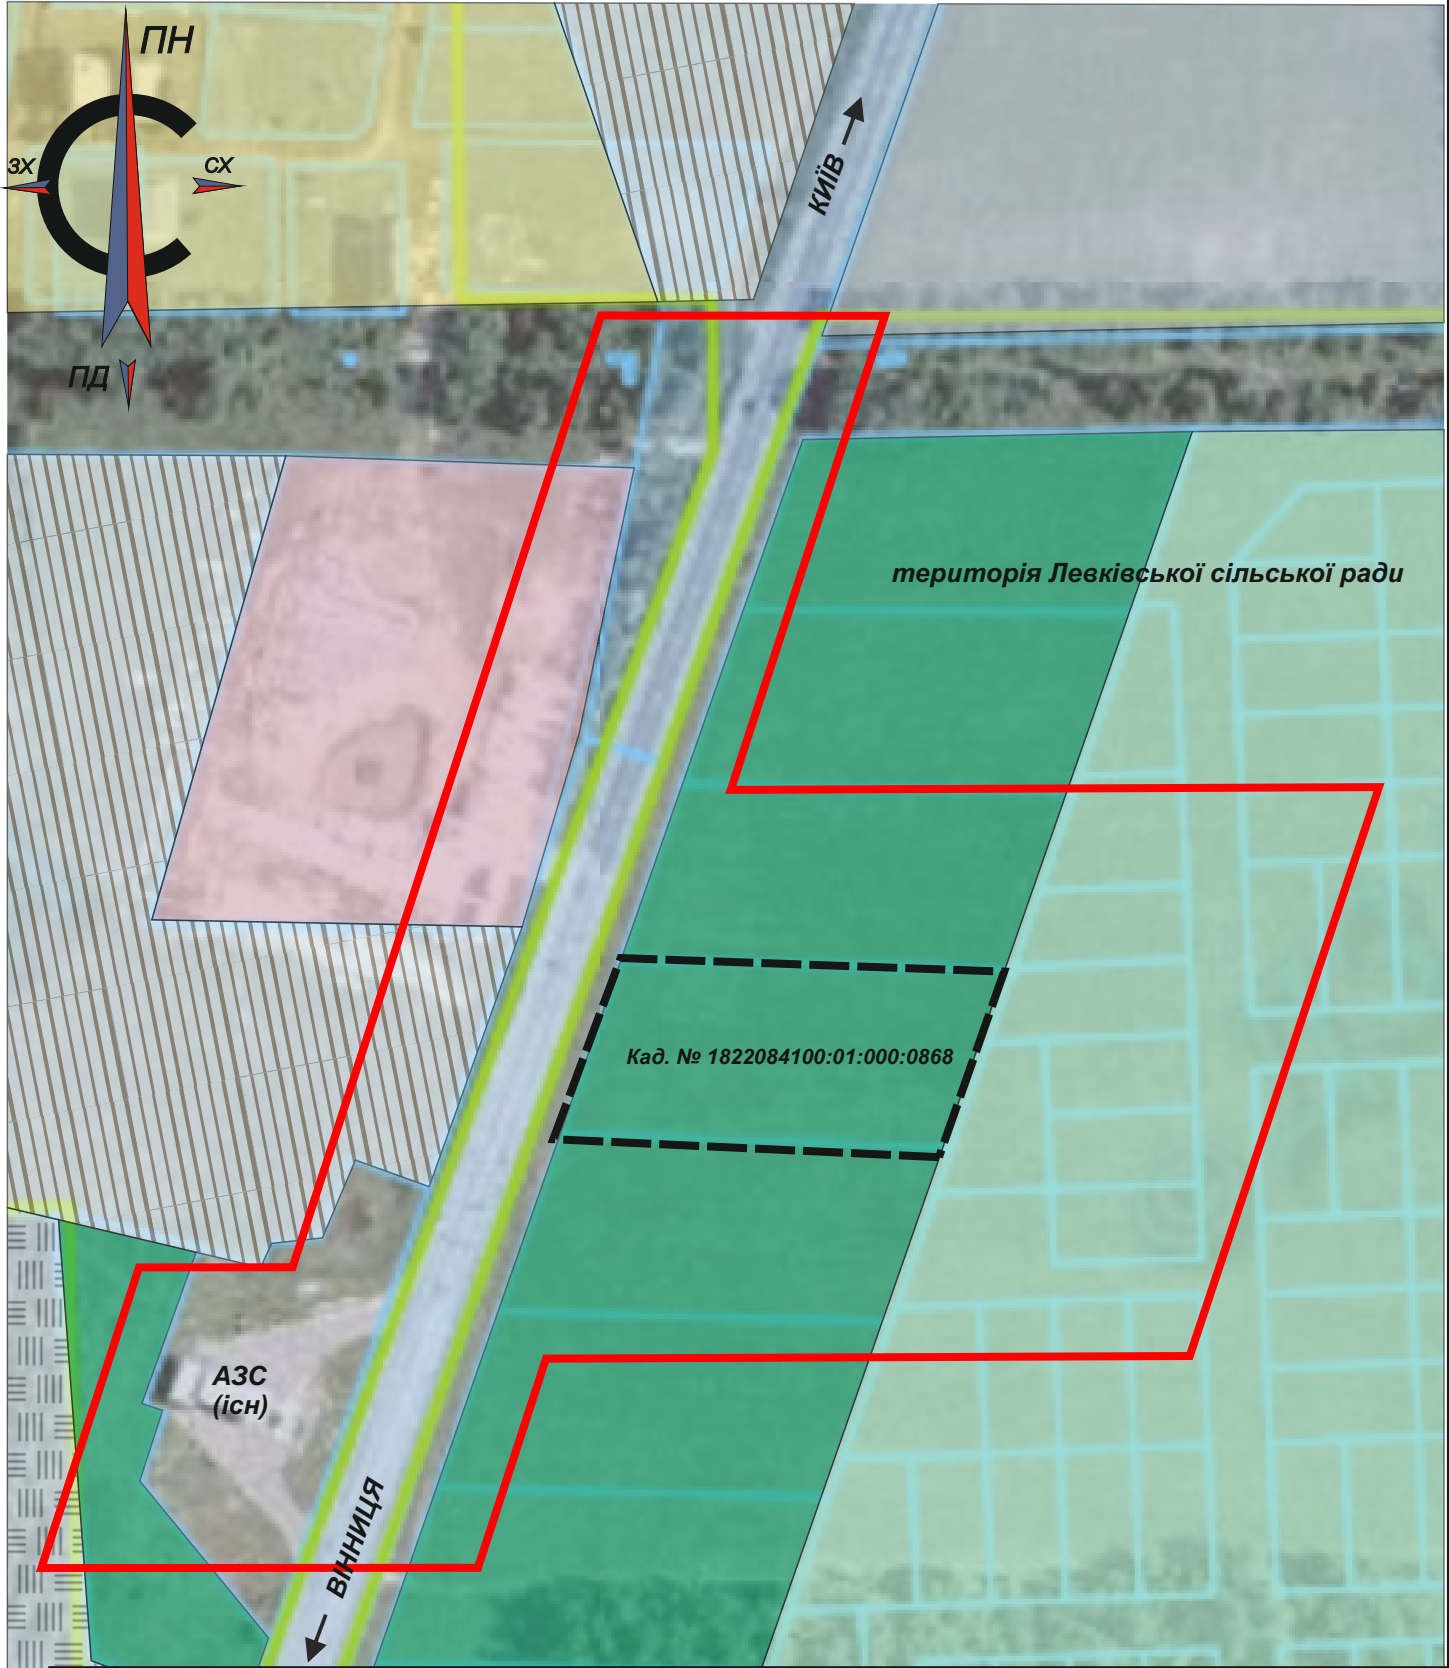 ПН
ЗХ
СХ
ПД
КИЇВ
територія Левківської сільської ради
Кад. № 1822084100:01:000:0868
АЗС
(існ)
ВІННИЦЯ